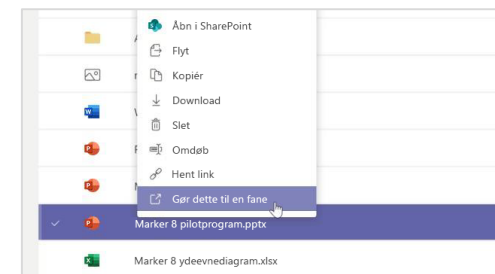 Åbn i SharePoint
Flyt
Kopiér
Download
Slet
Omdøb
Hent link
Gør dette til en fane
Marker 8 pilotprogram.pptx
Marker 8 ydeevnediagram.xlsx